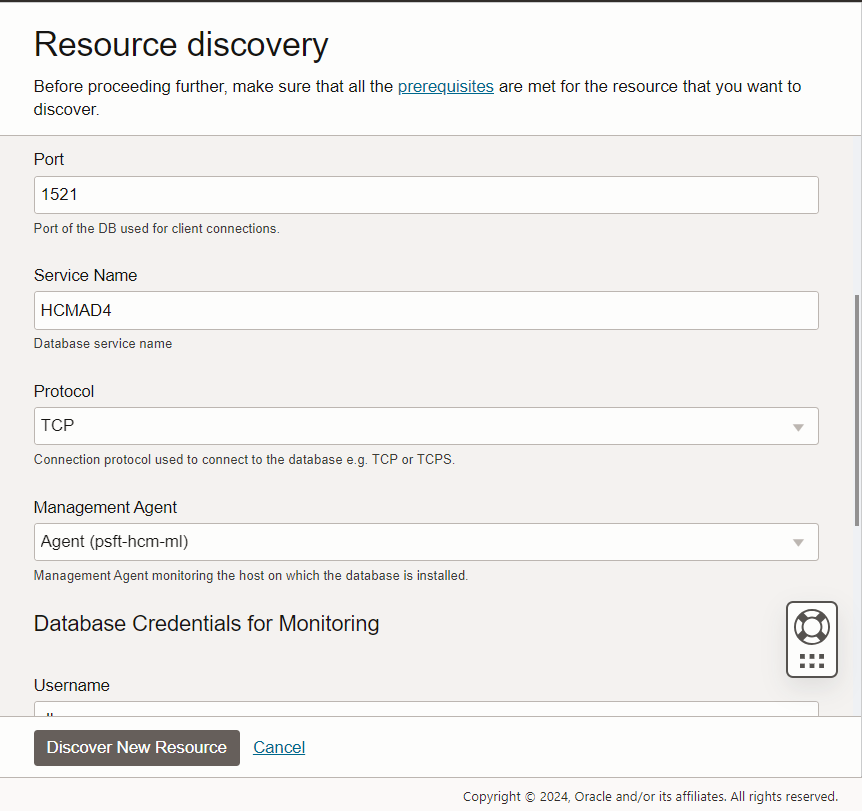 Resource discovery
Before proceeding further, make sure that all the prerequisites are met for the resource that you want to
discover.
Port
1521
Port of the DB used for client connections.
Service Name
HCMAD4
Database service name
Protocol
TCP
Connection protocol used to connect to the database e.g. TCP or TCPS.
Management Agent
Agent (psft-hcm-ml)
Management Agent monitoring the host on which the database is installed.
Database Credentials for Monitoring
Username
Discover New Resource
Cancel
Copyright © 2024, Oracle and/or its affiliates. All rights reserved.